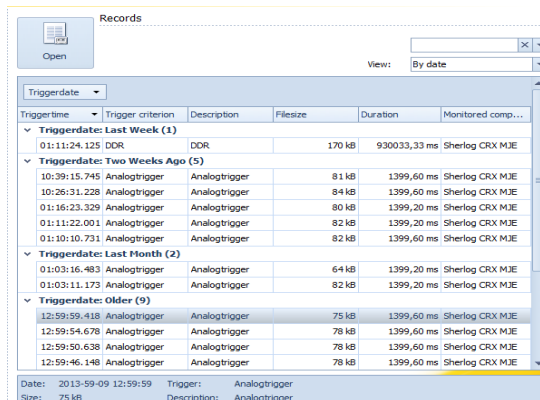 Records
Open
View: By date
Triggerdate
Triggertime Trigger criterion Description Filesize Duration Monitored comp...
Triggerdate: Last Week (1)
01:11:24.125 DDR DDR 170 kB 930033,33 ms Sherlog CRX MJE
Triggerdate: Two Weeks Ago (5)
10:39:15.745 Analogtrigger Analogtrigger 81 kB 1399,60 ms Sherlog CRX MJE
10:26:31.228 Analogtrigger Analogtrigger 84 kB 1399,60 ms Sherlog CRX MJE
01:16:23.329 Analogtrigger Analogtrigger 80 kB 1399,20 ms Sherlog CRX MJE
01:11:22.001 Analogtrigger Analogtrigger 82 kB 1399,20 ms Sherlog CRX MJE
01:10:10.731 Analogtrigger Analogtrigger 82 kB 1399,60 ms Sherlog CRX MJE
Triggerdate: Last Month (2)
01:03:16.483 Analogtrigger Analogtrigger 64 kB 1399,20 ms Sherlog CRX MJE
01:03:11.173 Analogtrigger Analogtrigger 82 kB 1399,20 ms Sherlog CRX MJE
Triggerdate: Older (9)
12:59:59.418 Analogtrigger Analogtrigger 75 kB 1399,60 ms Sherlog CRX MJE
12:59:54.678 Analogtrigger Analogtrigger 78 kB 1399,60 ms Sherlog CRX MJE
12:59:50.638 Analogtrigger Analogtrigger 78 kB 1399,60 ms Sherlog CRX MJE
12:59:46.148 Analogtrigger Analogtrigger 78 kB 1399,60 ms Sherlog CRX MJE
Date: 2013-59-09 12:59:59 Trigger: Analogtrigger
Size: 75 kB Description: Analogtrigger